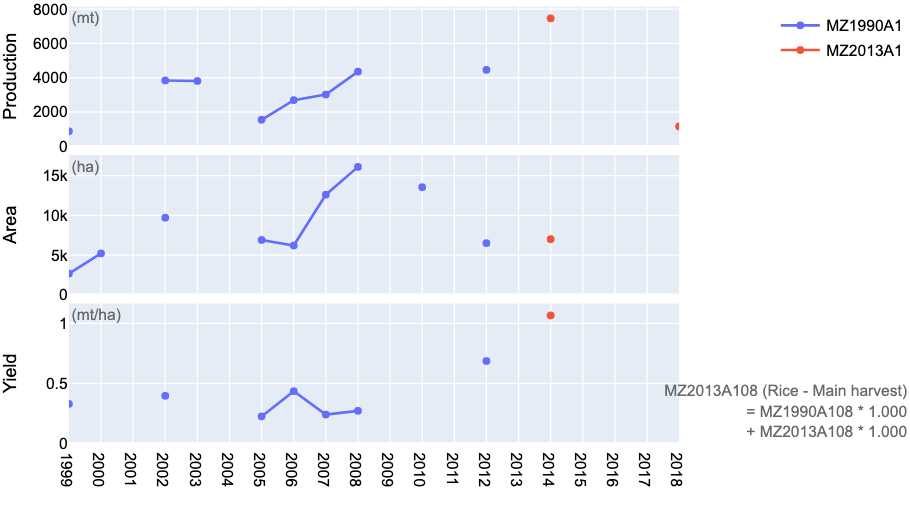 8000
(mt)
6000
4000
2000
0
Production
MZ1990A1
MZ2013A1
(ha)
15k
10k
5k
0
Area
(mt/ha)
1
0.5
0
Yield
MZ2013A108 (Rice - Main harvest)
= MZ1990A108 * 1.000
+ MZ2013A108 * 1.000
1999
2000
2001
2002
2003
2004
2005
2006
2007
2008
2009
2010
2011
2012
2013
2014
2015
2016
2017
2018